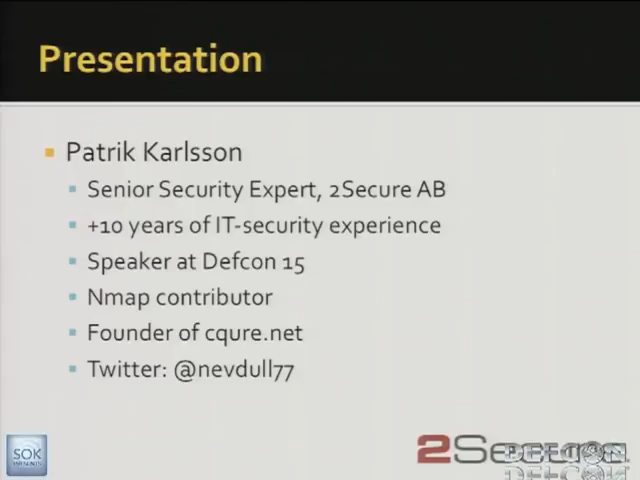 Presentation
Patrik Karlsson
Senior Security Expert, 2Secure AB
+10 years of IT-security experience
Speaker at Defcon 15
Nmap contributor
Founder of cqure.net
Twitter: @nevdull77
SOK